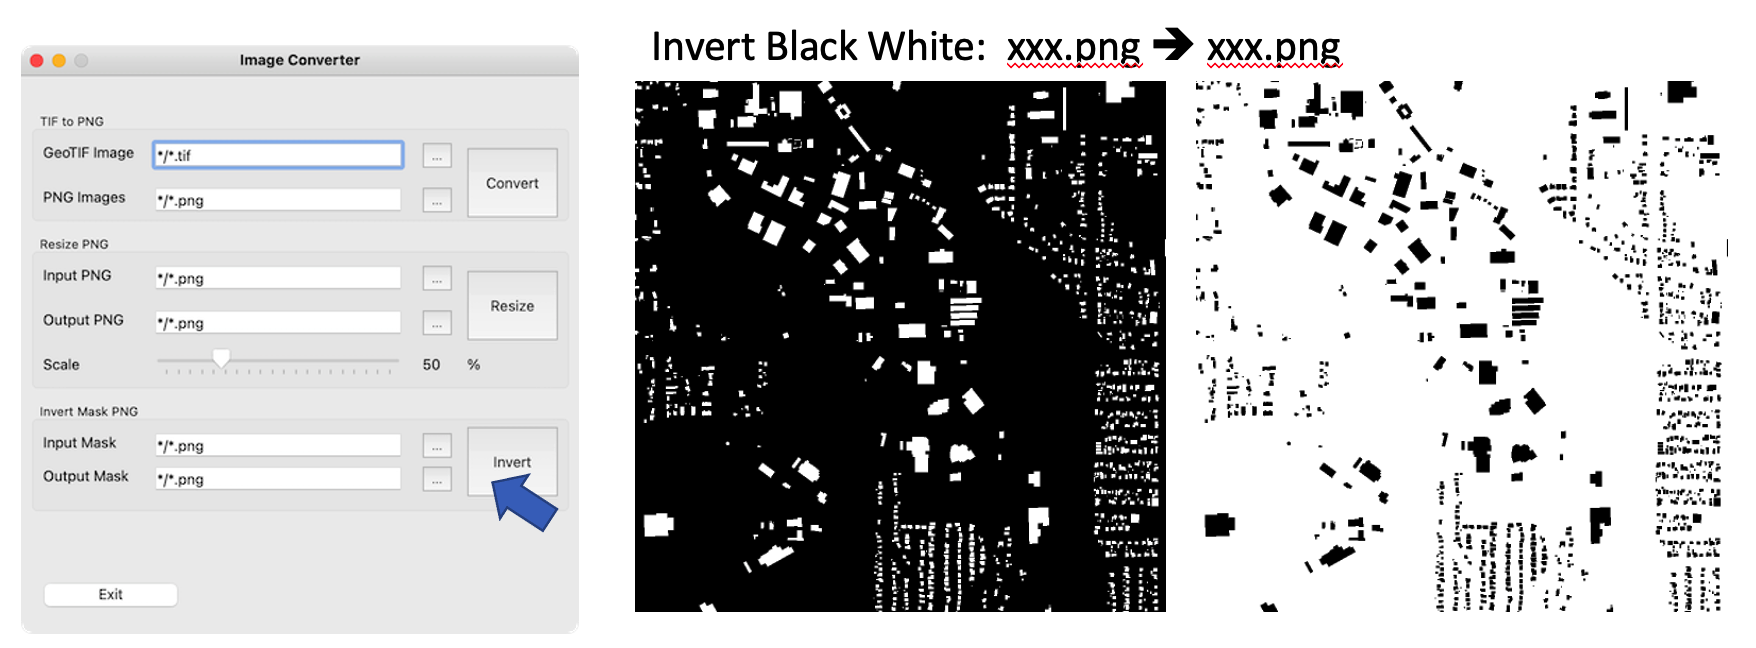 Invert Black White: xxx.png ➔ xxx.png
Image Converter
TIF to PNG
GeoTIF Image */*.tif ...
Convert
PNG Images */*.png ...
Resize PNG
Input PNG */*.png ...
Resize
Output PNG */*.png ...
Scale 50 %
Invert Mask PNG
Input Mask */*.png ...
Invert
Output Mask */*.png ...
Exit